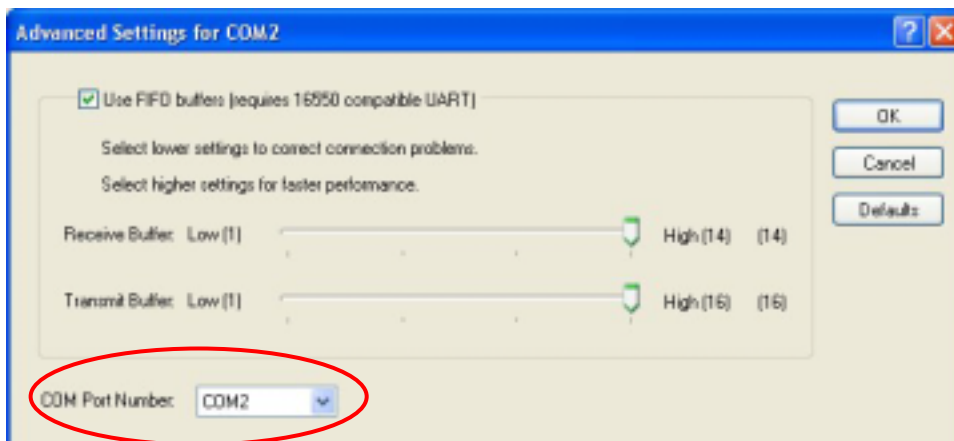 Advanced Settings for COM2
Use FIFO buffers (requires 16550 compatible UART)
OK
Select lower settings to correct connection problems.
Cancel
Select higher settings for faster performance.
Defaults
Receive Buffer: Low (1) High (14) (14)
Transmit Buffer: Low (1) High (16) (16)
COM Port Number: COM2